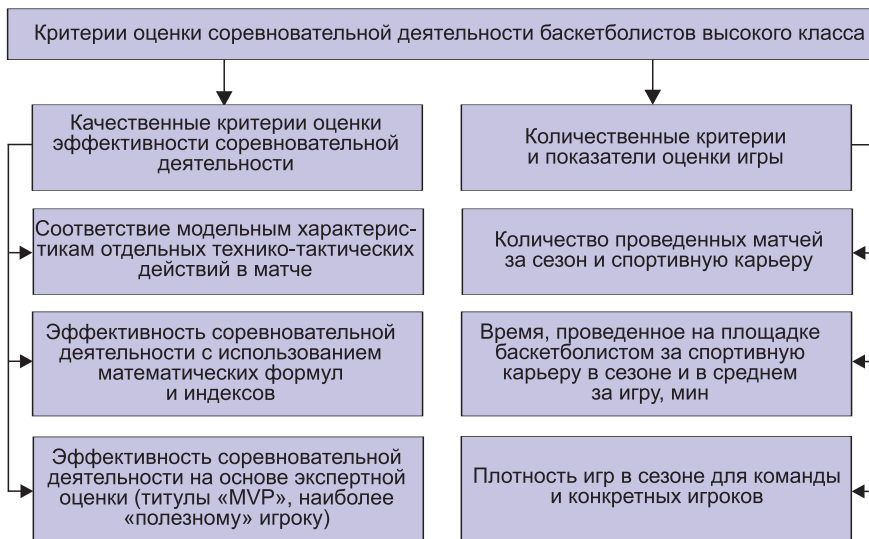 Критерии оценки соревновательной деятельности баскетболистов высокого класса
Качественные критерии оценки
эффективности соревновательной
деятельности
Количественные критерии
и показатели оценки игры
Соответствие модельным характерис-
тикам отдельных технико-тактических
действий в матче
Количество проведенных матчей
за сезон и спортивную карьеру
Эффективность соревновательной
деятельности с использованием
математических формул
и индексов
Время, проведенное на площадке
баскетболистом за спортивную
карьеру в сезоне и в среднем
за игру, мин
Эффективность соревновательной
деятельности на основе экспертной
оценки (титулы «MVP», наиболее
«полезному» игроку)
Плотность игр в сезоне для команды
и конкретных игроков